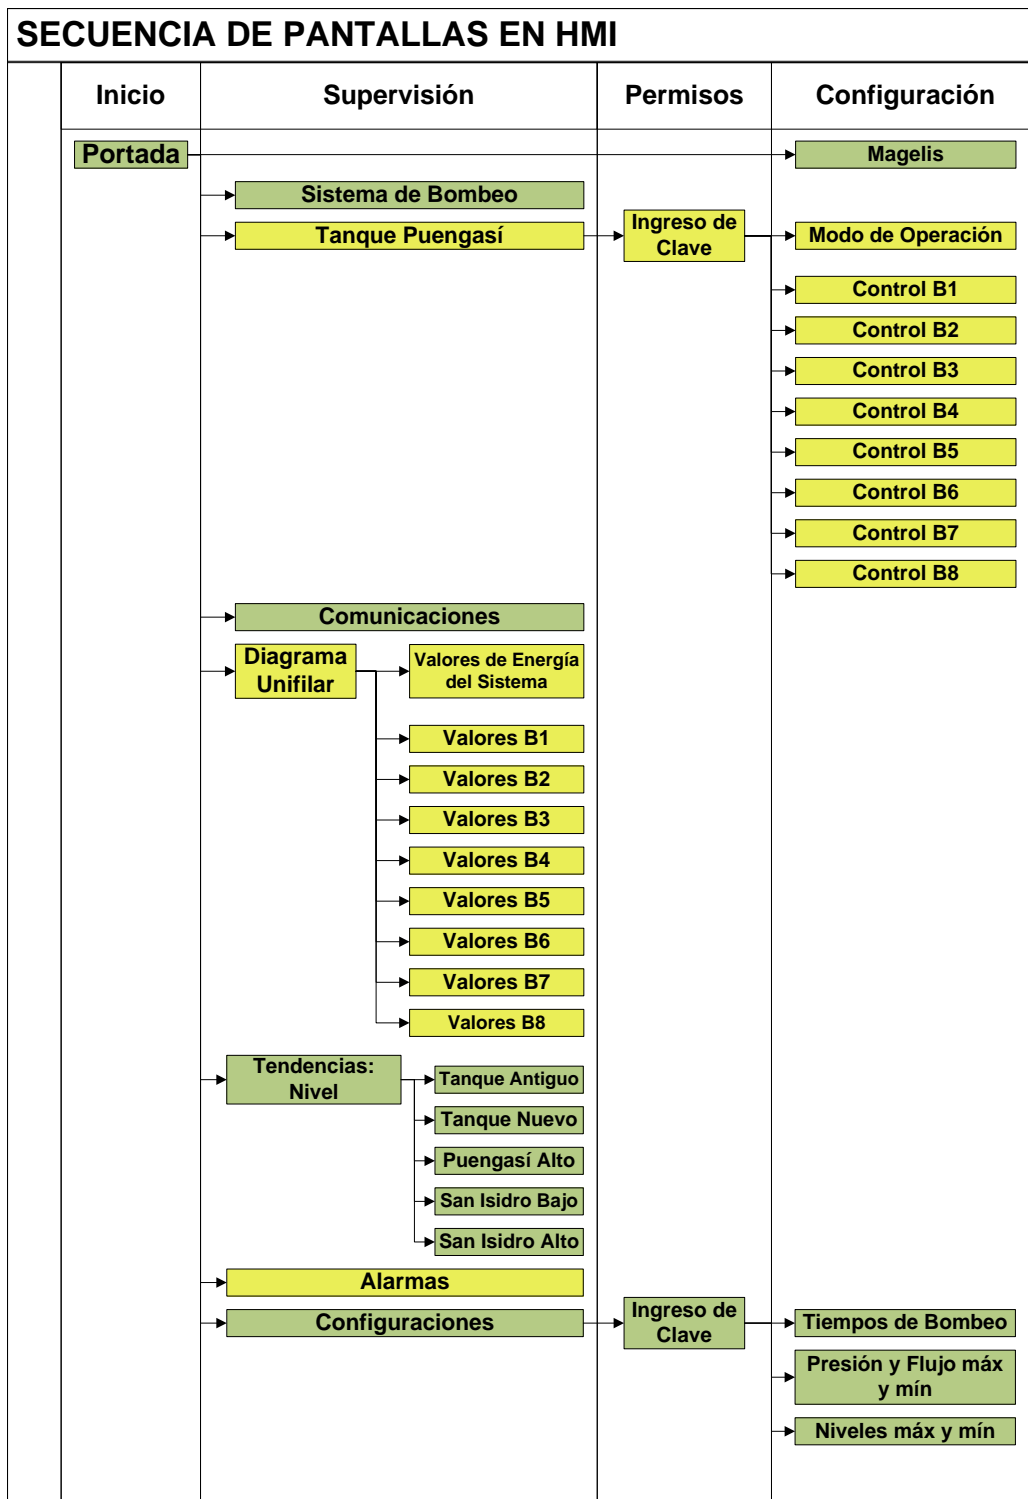 SECUENCIA DE PANTALLAS EN HMI
Inicio
Supervisión
Permisos
Configuración
Portada
Magelis
Sistema de Bombeo
Tanque Puengasí
Ingreso de
Clave
Modo de Operación
Control B1
Control B2
Control B3
Control B4
Control B5
Control B6
Control B7
Control B8
Comunicaciones
Diagrama
Unifilar
Valores de Energía
del Sistema
Valores B1
Valores B2
Valores B3
Valores B4
Valores B5
Valores B6
Valores B7
Valores B8
Tendencias:
Nivel
Tanque Antiguo
Tanque Nuevo
Puengasí Alto
San Isidro Bajo
San Isidro Alto
Alarmas
Configuraciones
Ingreso de
Clave
Tiempos de Bombeo
Presión y Flujo máx
y mín
Niveles máx y mín